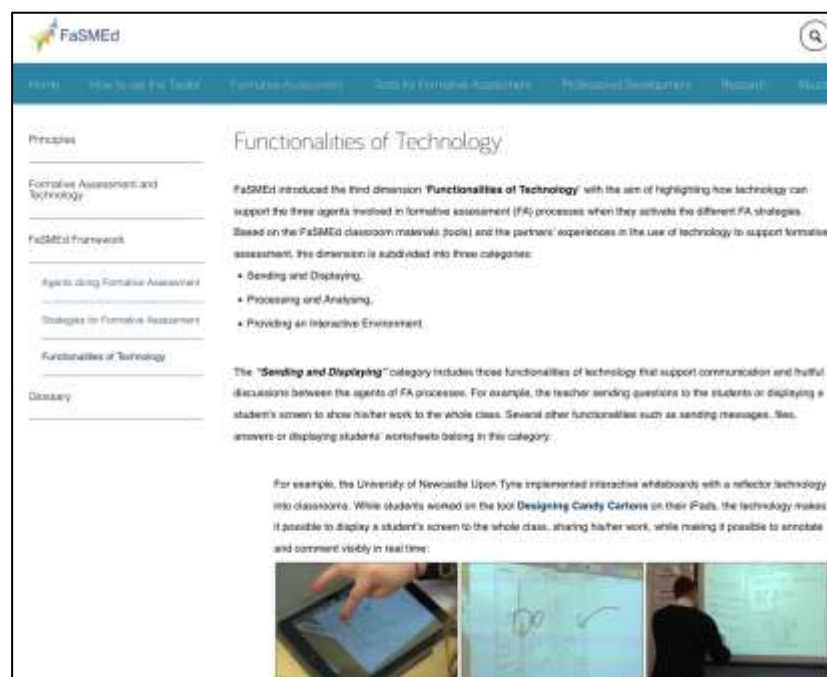 FaSMEd
Home How to use the Toolkit Formative Assessment Tools for Formative Assessment Professional Development Research About
Principles
Formative Assessment and
Technology
FaSMEd Framework
Agents doing Formative Assessment
Strategies for Formative Assessment
Functionalities of Technology
Glossary
Functionalities of Technology
FaSMEd introduced the third dimension 'Functionalities of Technology' with the aim of highlighting how technology can
support the three agents involved in formative assessment (FA) processes when they activate the different FA strategies.
Based on the FaSMEd classroom materials (tools) and the partners' experiences in the use of technology to support formative
assessment, this dimension is subdivided into three categories:
• Sending and Displaying,
• Processing and Analysing,
• Providing an Interactive Environment.
The "Sending and Displaying" category includes those functionalities of technology that support communication and fruitful
discussions between the agents of FA processes. For example, the teacher sending questions to the students or displaying a
student's screen to show his/her work to the whole class. Several other functionalities such as sending messages, files,
answers or displaying students' worksheets belong in this category.
For example, the University of Newcastle Upon Tyne implemented interactive whiteboards with a reflector technology
into classrooms. While students worked on the tool Designing Candy Cartons on their iPads, the technology makes
it possible to display a student's screen to the whole class, sharing his/her work, while making it possible to annotate
and comment visibly in real time: